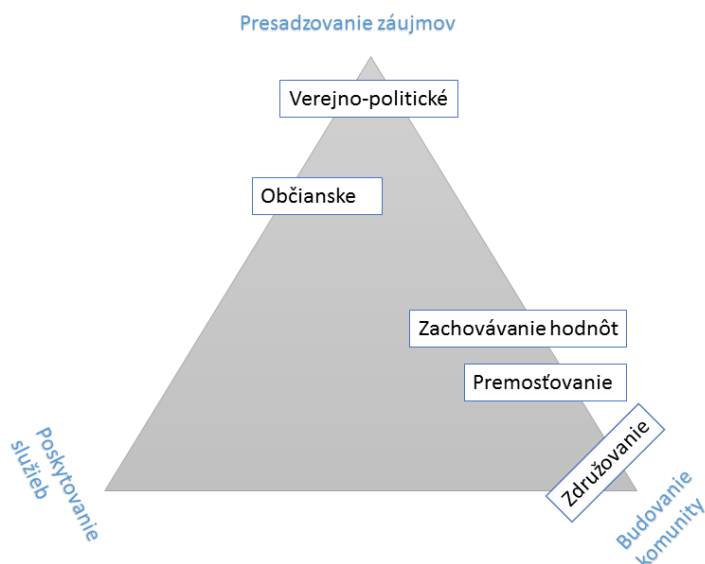 Presadzovanie záujmov
Verejno-politické
Občianske
Zachovávanie hodnôt
Premosťovanie
Združovanie
Poskytovanie
služieb
Budovanie
komunity